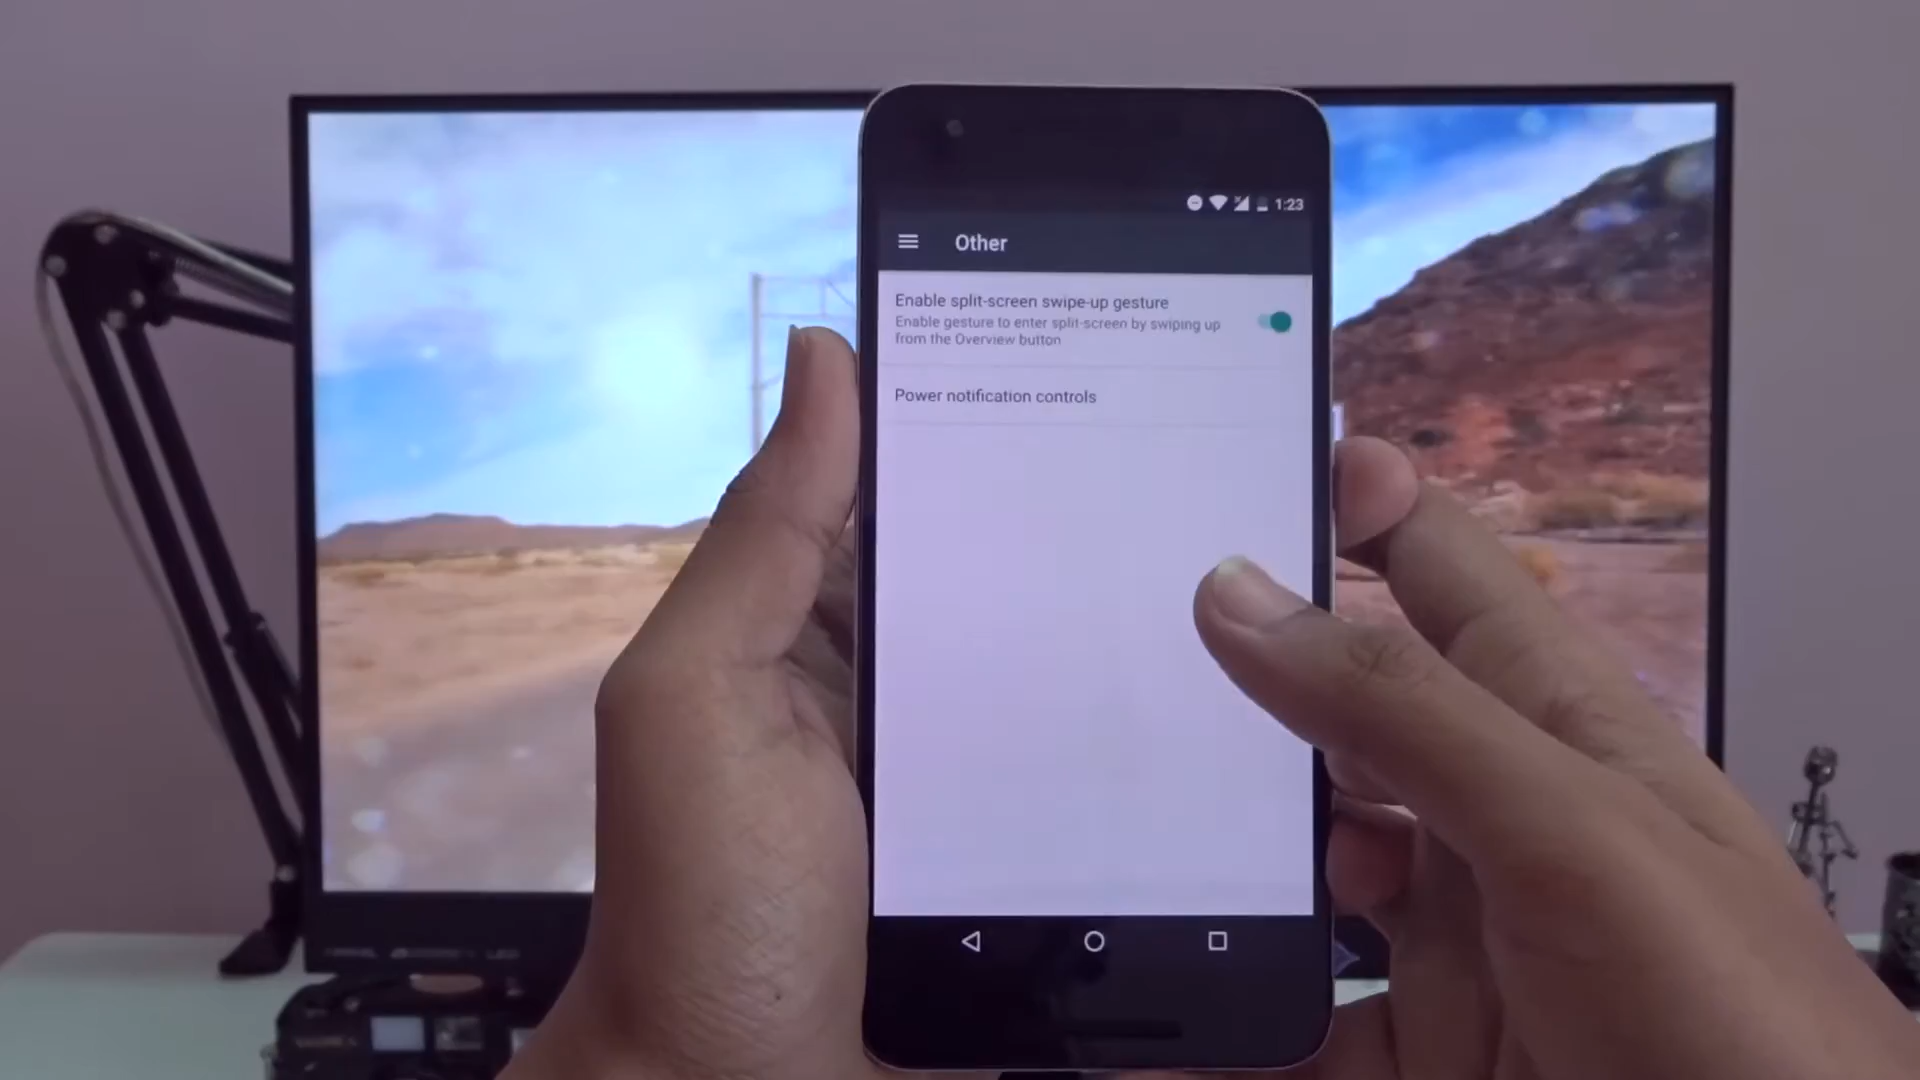 1:23
Other
Enable split-screen swipe-up gesture
Enable gesture to enter split-screen by swiping up
from the Overview button
Power notification controls